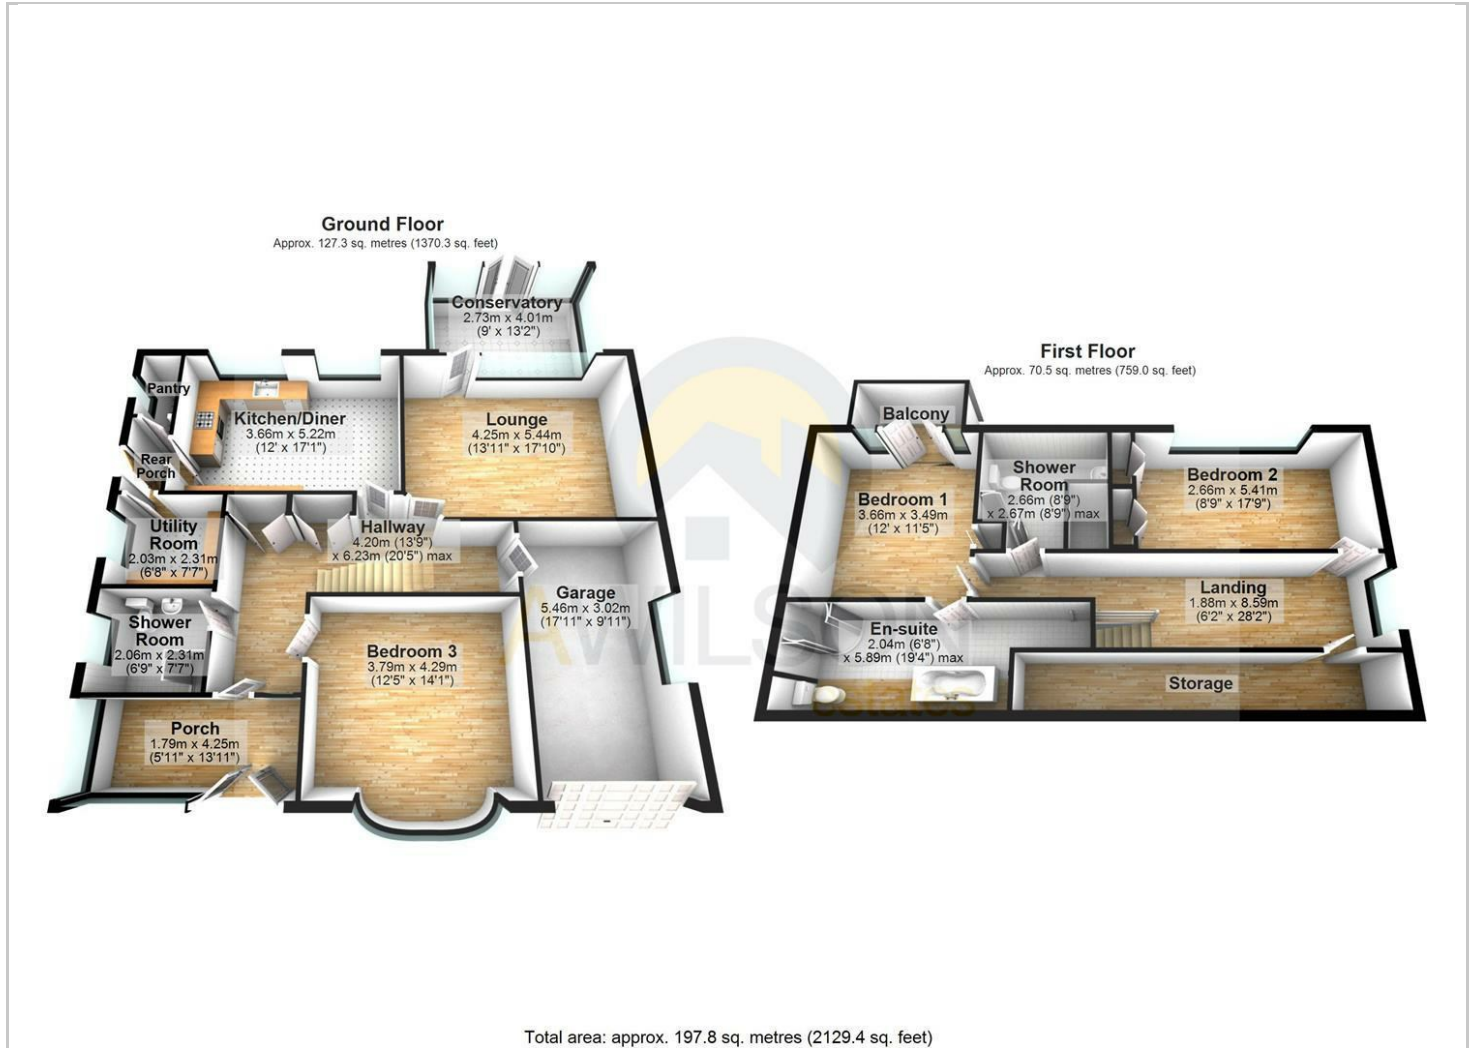 Ground Floor
Approx. 127.3 sq. metres (1370.3 sq. feet)
Conservatory
2.73m x 4.01m
(9' x 13'2")
Pantry
Kitchen/Diner
3.66m x 5.22m
(12' x 17'1")
Lounge
4.25m x 5.44m
(13'11" x 17'10")
Rear
Porch
Utility
Room
2.03m x 2.31m
(6'8" x 7'7")
Hallway
4.20m (13'9")
x 6.23m (20'5") max
Garage
5.46m x 3.02m
(17'11" x 9'11")
Shower
Room
2.06m x 2.31m
(6'9" x 7'7")
Bedroom 3
3.79m x 4.29m
(12'5" x 14'1")
Porch
1.79m x 4.25m
(5'11" x 13'11")
First Floor
Approx. 70.5 sq. metres (759.0 sq. feet)
Balcony
Bedroom 1
3.66m x 3.49m
(12' x 11'5")
Shower
Room
2.66m (8'9")
x 2.67m (8'9") max
Bedroom 2
2.66m x 5.41m
(8'9" x 17'9")
Landing
1.88m x 8.59m
(6'2" x 28'2")
En-suite
2.04m (6'8")
x 5.89m (19'4") max
Storage
AWILSON
estates
Total area: approx. 197.8 sq. metres (2129.4 sq. feet)